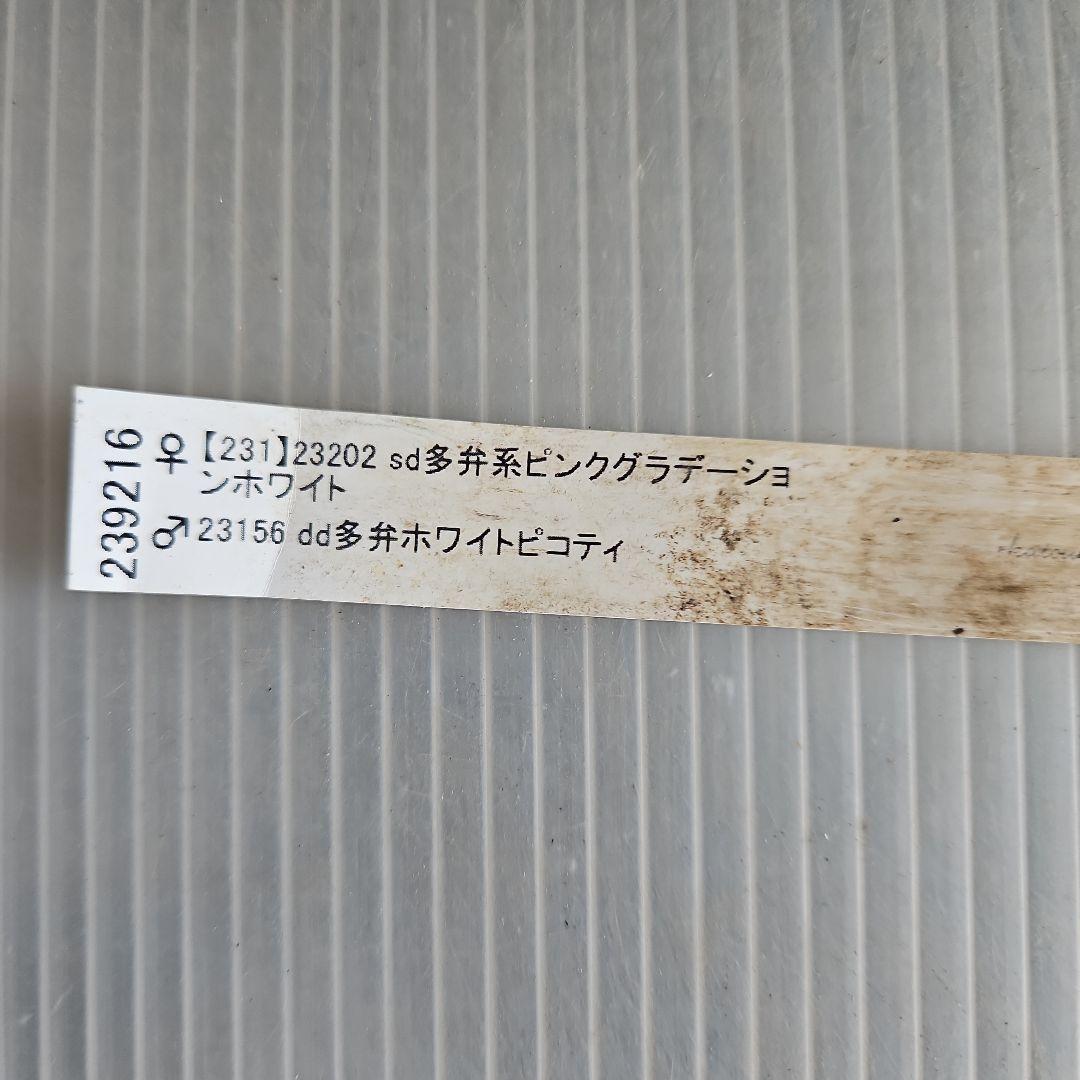 239216
♀【231】23202 sd多弁系ピンクグラデーショ
ンホワイト
♂23156 dd多弁ホワイトピコティ